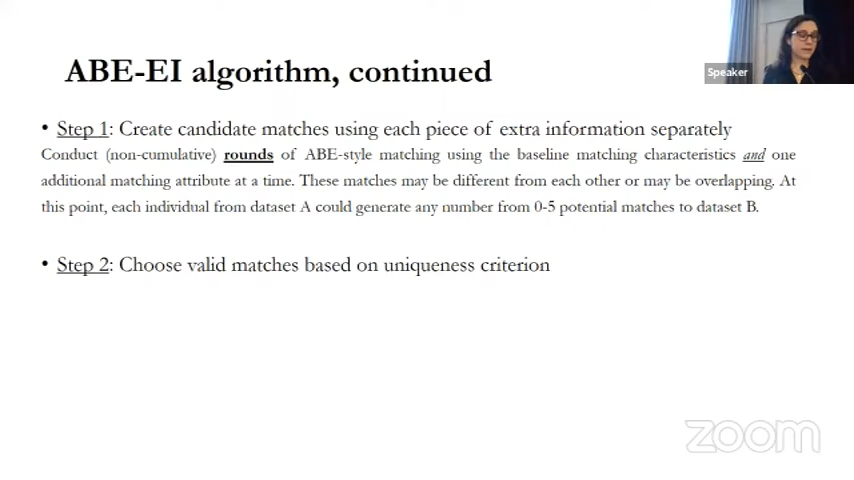 Speaker
ABE-EI algorithm, continued
• Step 1: Create candidate matches using each piece of extra information separately
Conduct (non-cumulative) rounds of ABE-style matching using the baseline matching characteristics and one
additional matching attribute at a time. These matches may be different from each other or may be overlapping. At
this point, each individual from dataset A could generate any number from 0-5 potential matches to dataset B.
• Step 2: Choose valid matches based on uniqueness criterion
zoom